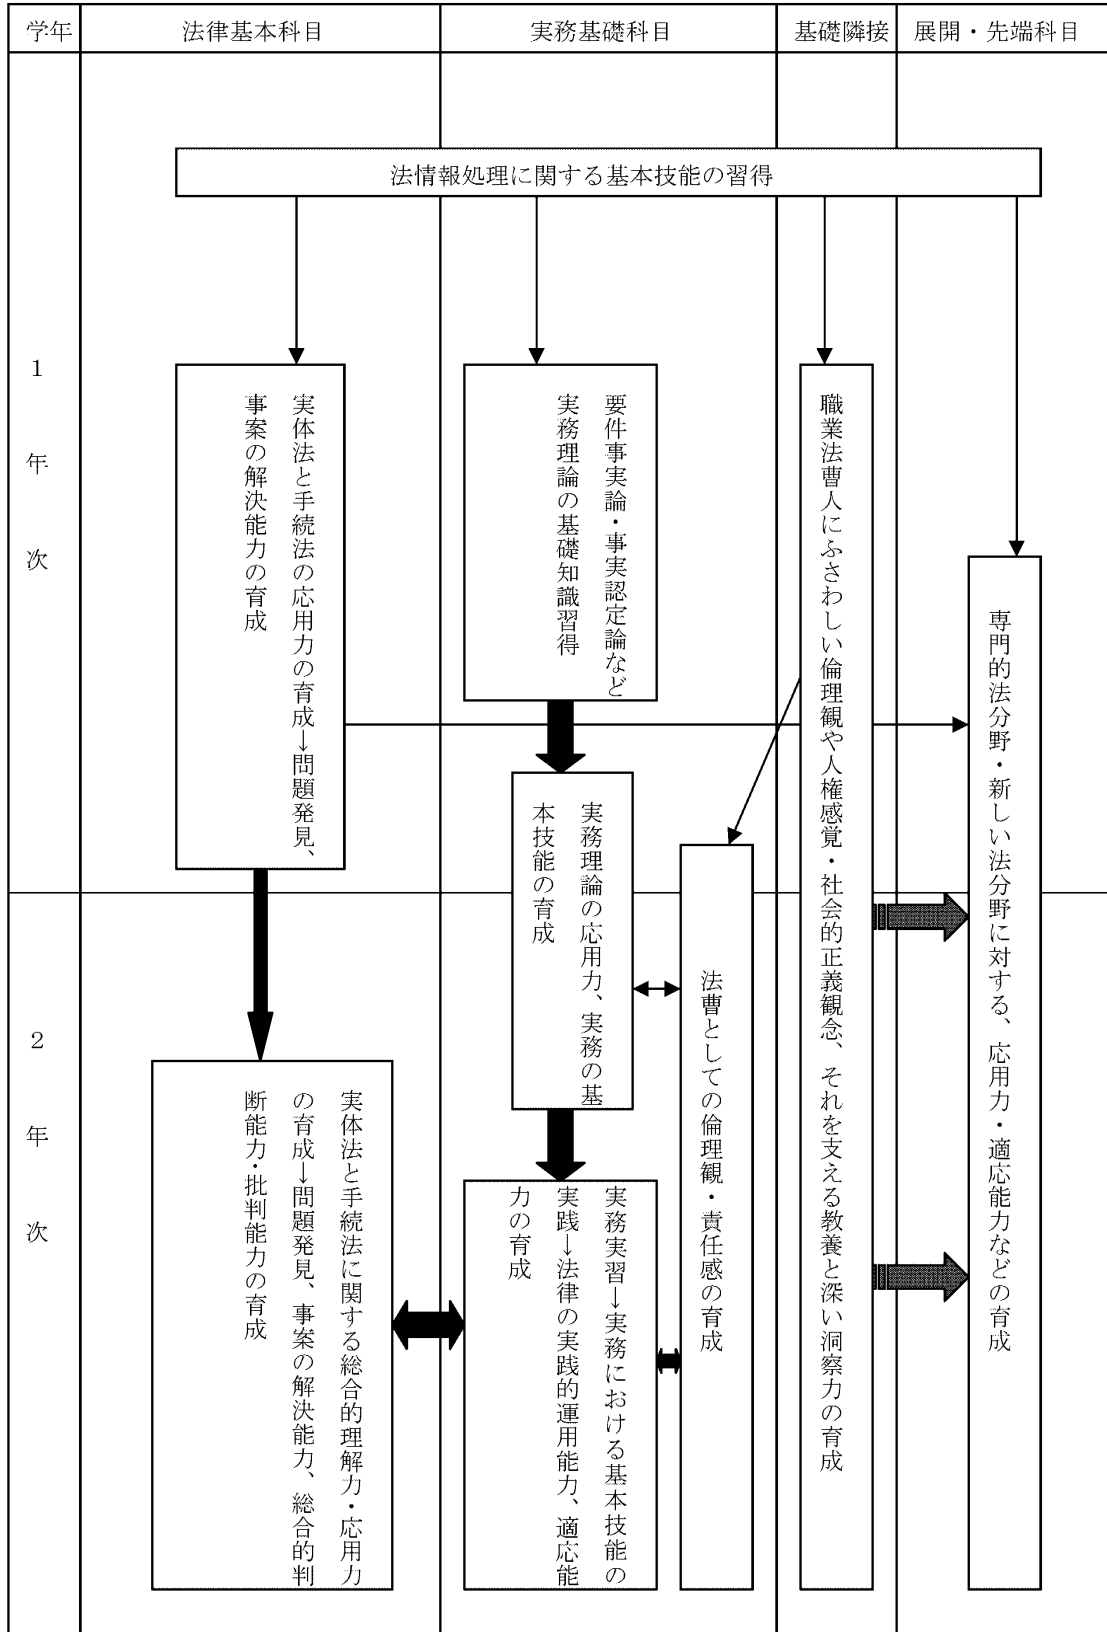 学年
法律基本科目
実務基礎科目
基礎隣接
展開・先端科目
法情報処理に関する基本技能の習得
1年次
実体法と手続法の応用力の育成→問題発見、
事案の解決能力の育成
要件事実論・事実認定論など
実務理論の基礎知識習得
職業法曹人にふさわしい倫理観や人権感覚・社会的正義観念、それを支える教養と深い洞察力の育成
専門的法分野・新しい法分野に対する、応用力・適応能力などの育成
実務理論の応用力、実務の基
本技能の育成
法曹としての倫理観・責任感の育成
2年次
実体法と手続法に関する総合的理解力・応用力
の育成→問題発見、事案の解決能力、総合的判
断能力・批判能力の育成
実務実習→実務における基本技能の
実践→法律の実践的運用能力、適応能
力の育成